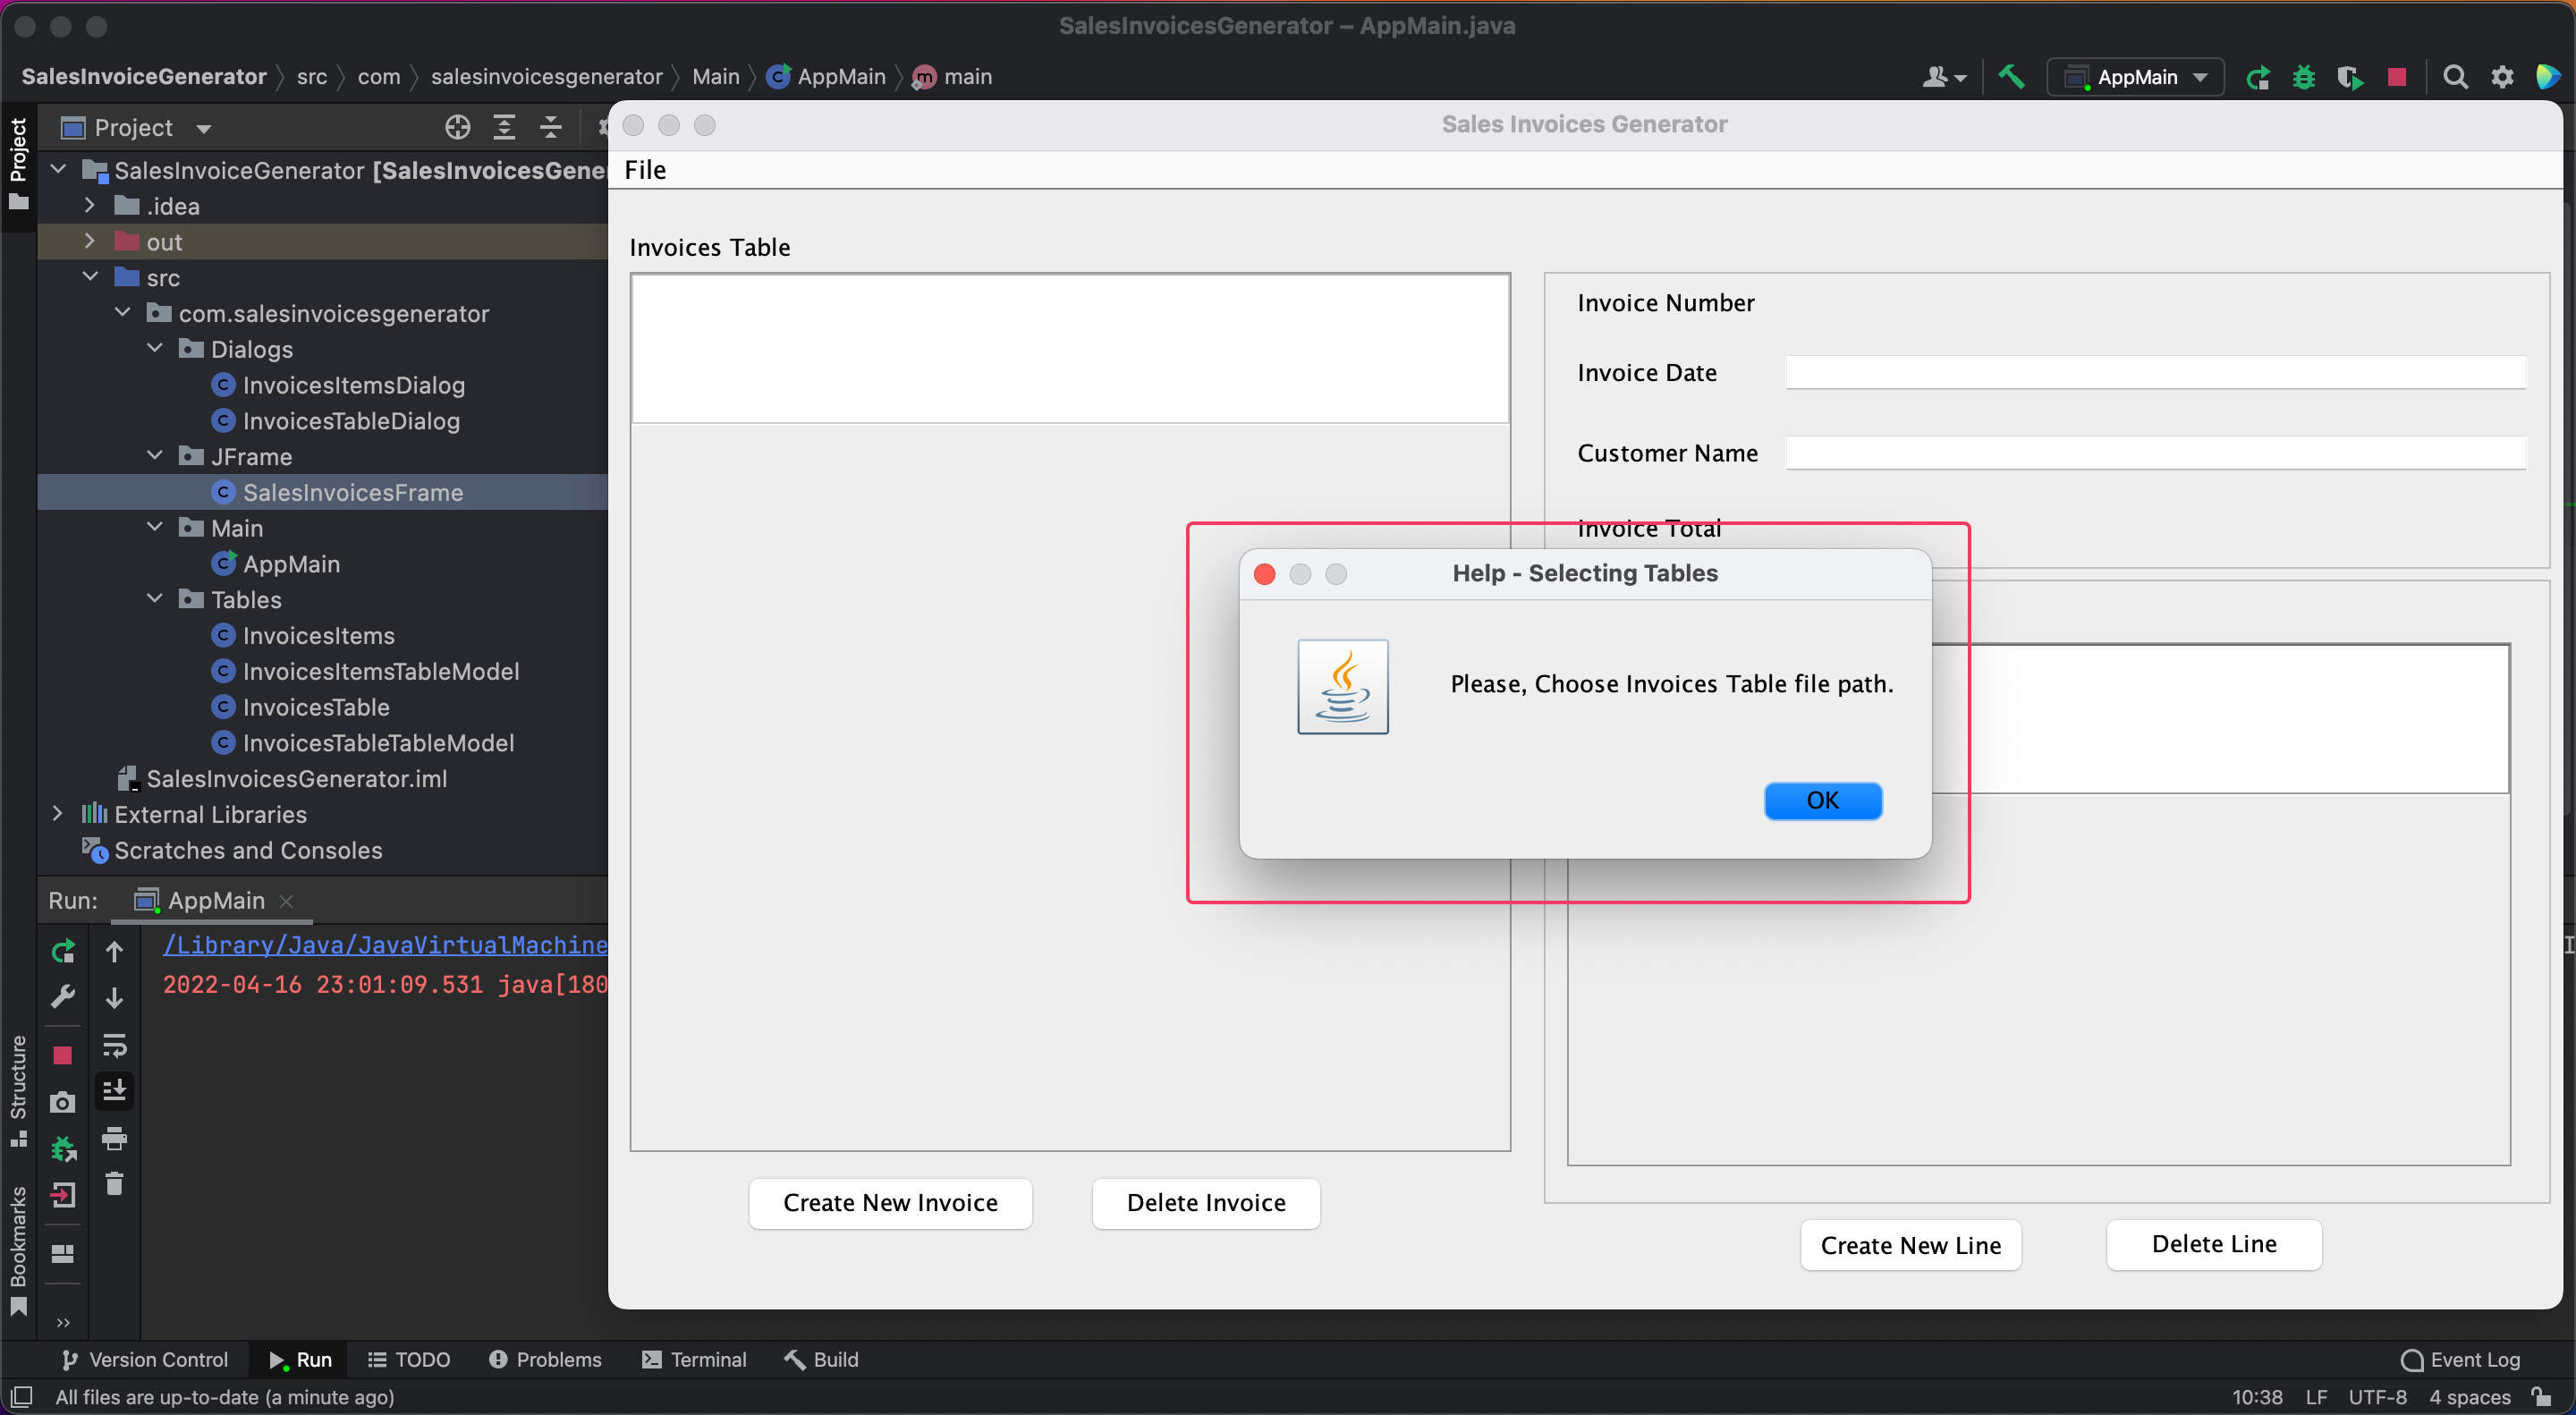 SalesInvoicesGenerator – AppMain.java
SalesInvoiceGenerator src com salesinvoicesgenerator Main AppMain main
AppMain
Project
Project
SalesInvoiceGenerator [SalesInvoicesGene
.idea
out
src
com.salesinvoicesgenerator
Dialogs
InvoicesItemsDialog
InvoicesTableDialog
JFrame
SalesInvoicesFrame
Main
AppMain
Tables
InvoicesItems
InvoicesItemsTableModel
InvoicesTable
InvoicesTableTableModel
SalesInvoicesGenerator.iml
External Libraries
Scratches and Consoles
Sales Invoices Generator
File
Invoices Table
Invoice Number
Invoice Date
Customer Name
Invoice Total
Help - Selecting Tables
Please, Choose Invoices Table file path.
OK
Create New Invoice
Delete Invoice
Create New Line
Delete Line
Run: AppMain
/Library/Java/JavaVirtualMachine
2022-04-16 23:01:09.531 java[180
Structure
Bookmarks
Version Control
Run
TODO
Problems
Terminal
Build
Event Log
All files are up-to-date (a minute ago)
10:38 LF UTF-8 4 spaces